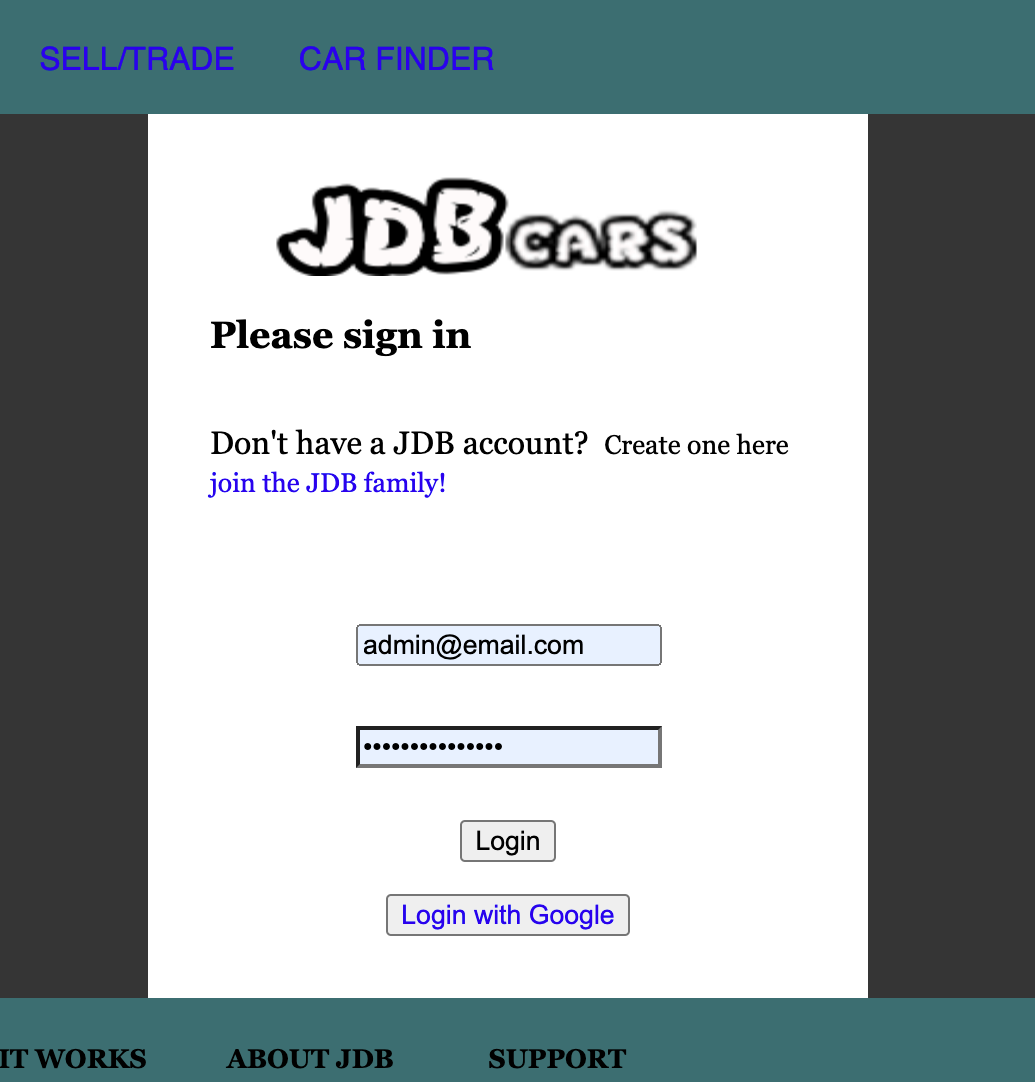 SELL/TRADE CAR FINDER
JDB CARS
Please sign in
Don't have a JDB account? Create one here
join the JDB family!
admin@email.com
•••••••••••••••
Login
Login with Google
IT WORKS ABOUT JDB SUPPORT